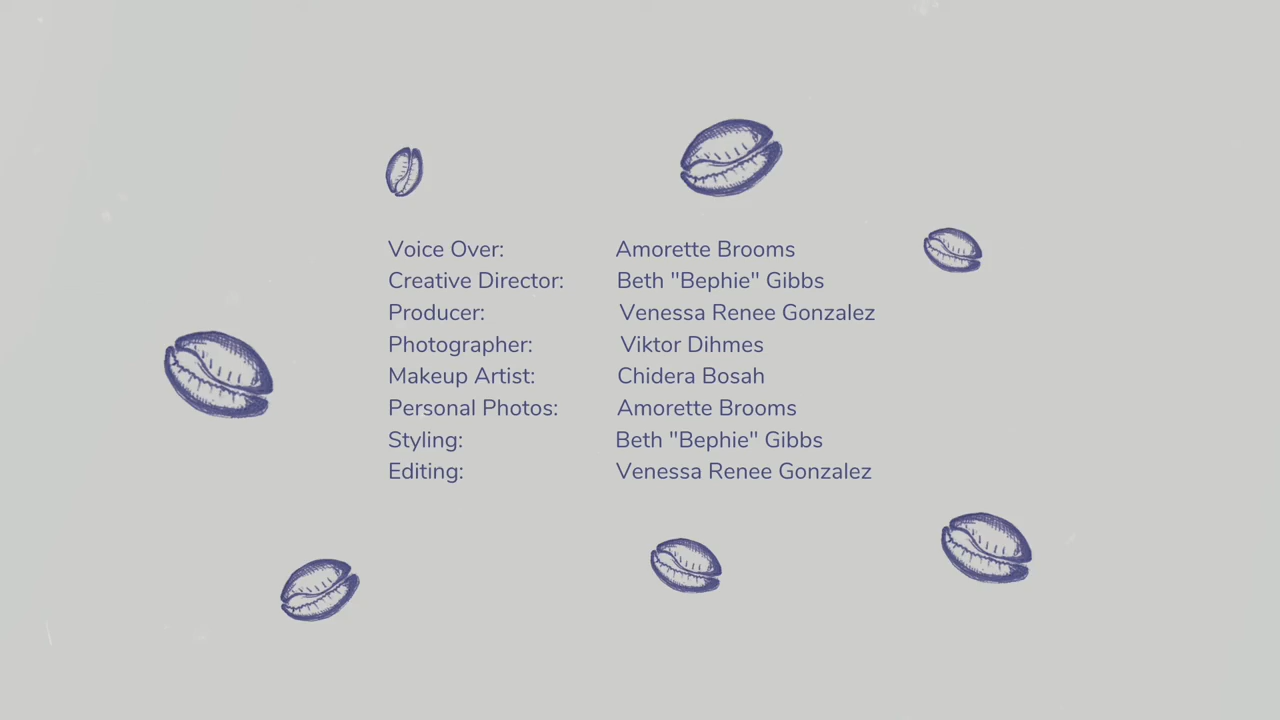 Voice Over: Amorette Brooms
Creative Director: Beth "Bephie" Gibbs
Producer: Venessa Renee Gonzalez
Photographer: Viktor Dihmes
Makeup Artist: Chidera Bosah
Personal Photos: Amorette Brooms
Styling: Beth "Bephie" Gibbs
Editing: Venessa Renee Gonzalez